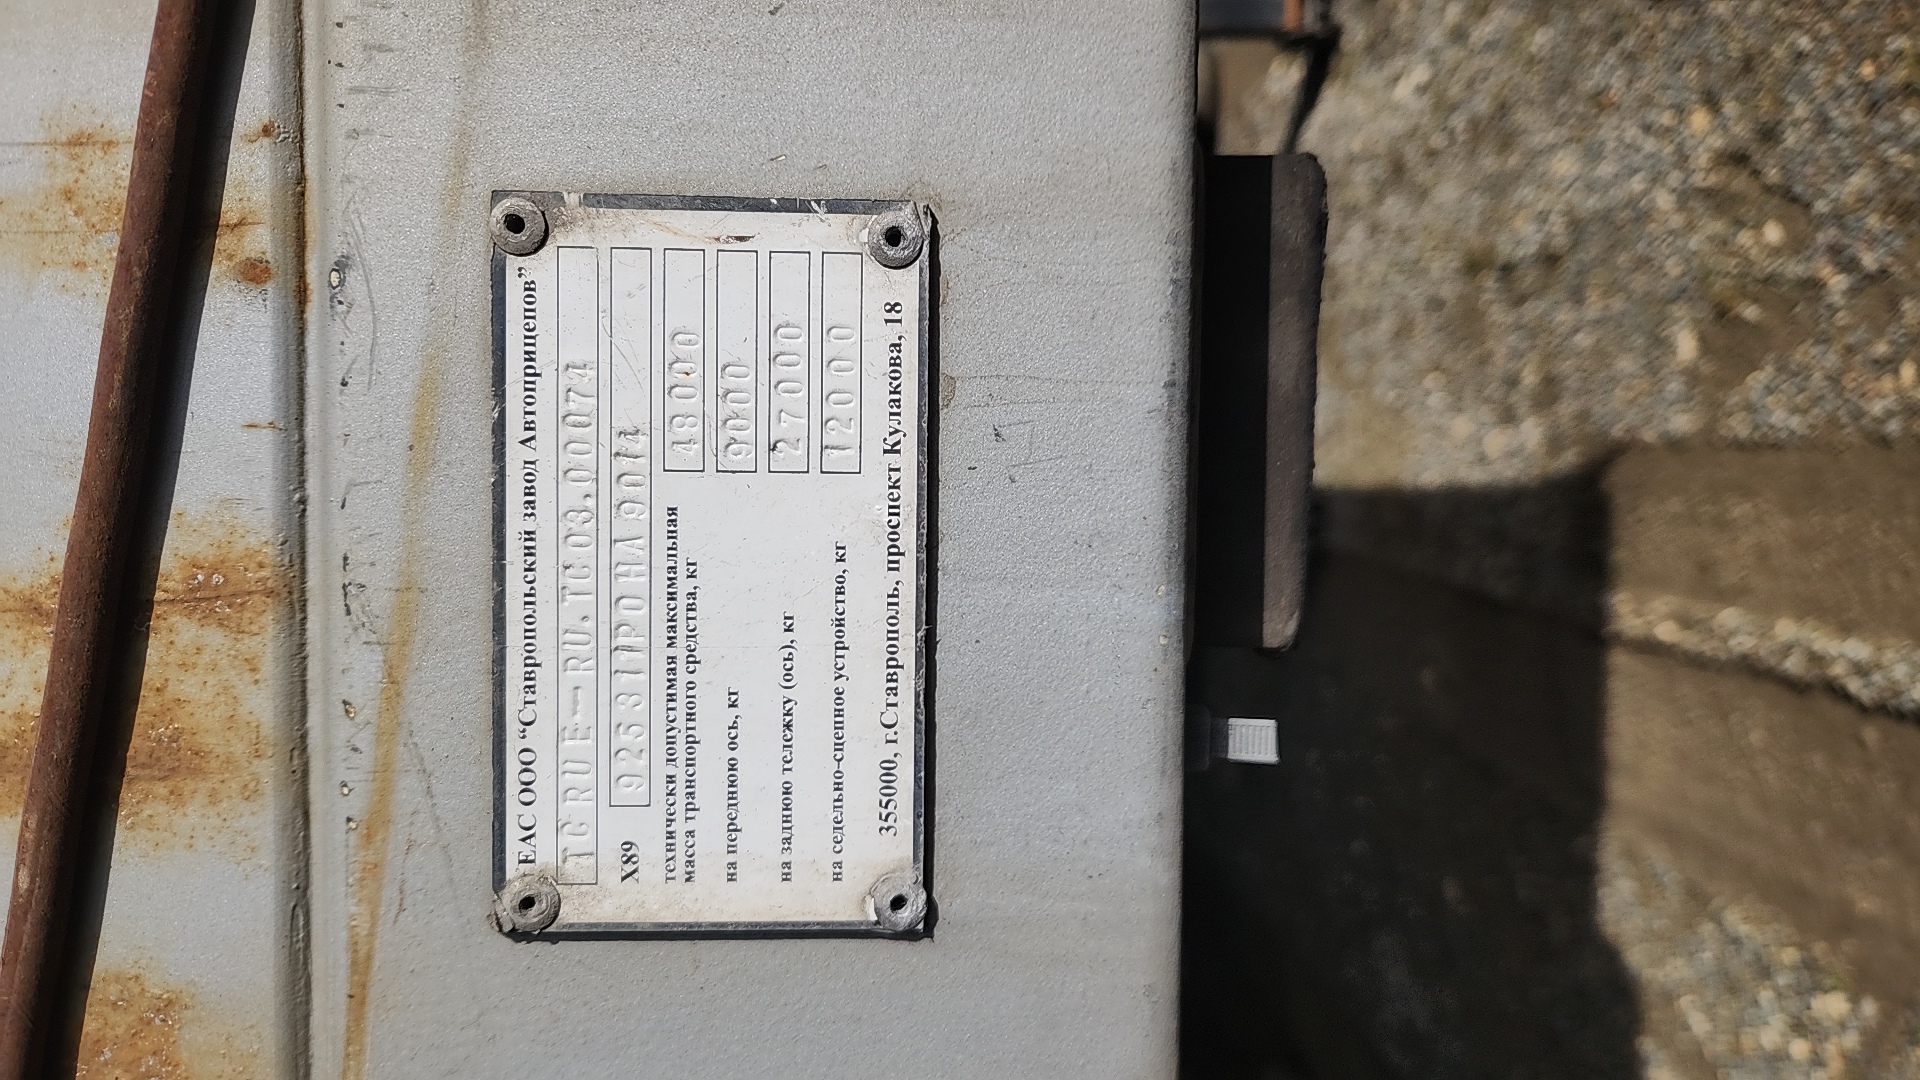 ЕАС ООО “Ставропольский завод Автоприцепов”
TC RU E-RU.TC03.00074
X89 92531ПРОНА9014
технически допустимая максимальная
масса транспортного средства, кг 48000
на переднюю ось, кг 9000
на заднюю тележку (ось), кг 27000
на седельно-сцепное устройство, кг 12000
355000, г.Ставрополь, проспект Кулакова, 18